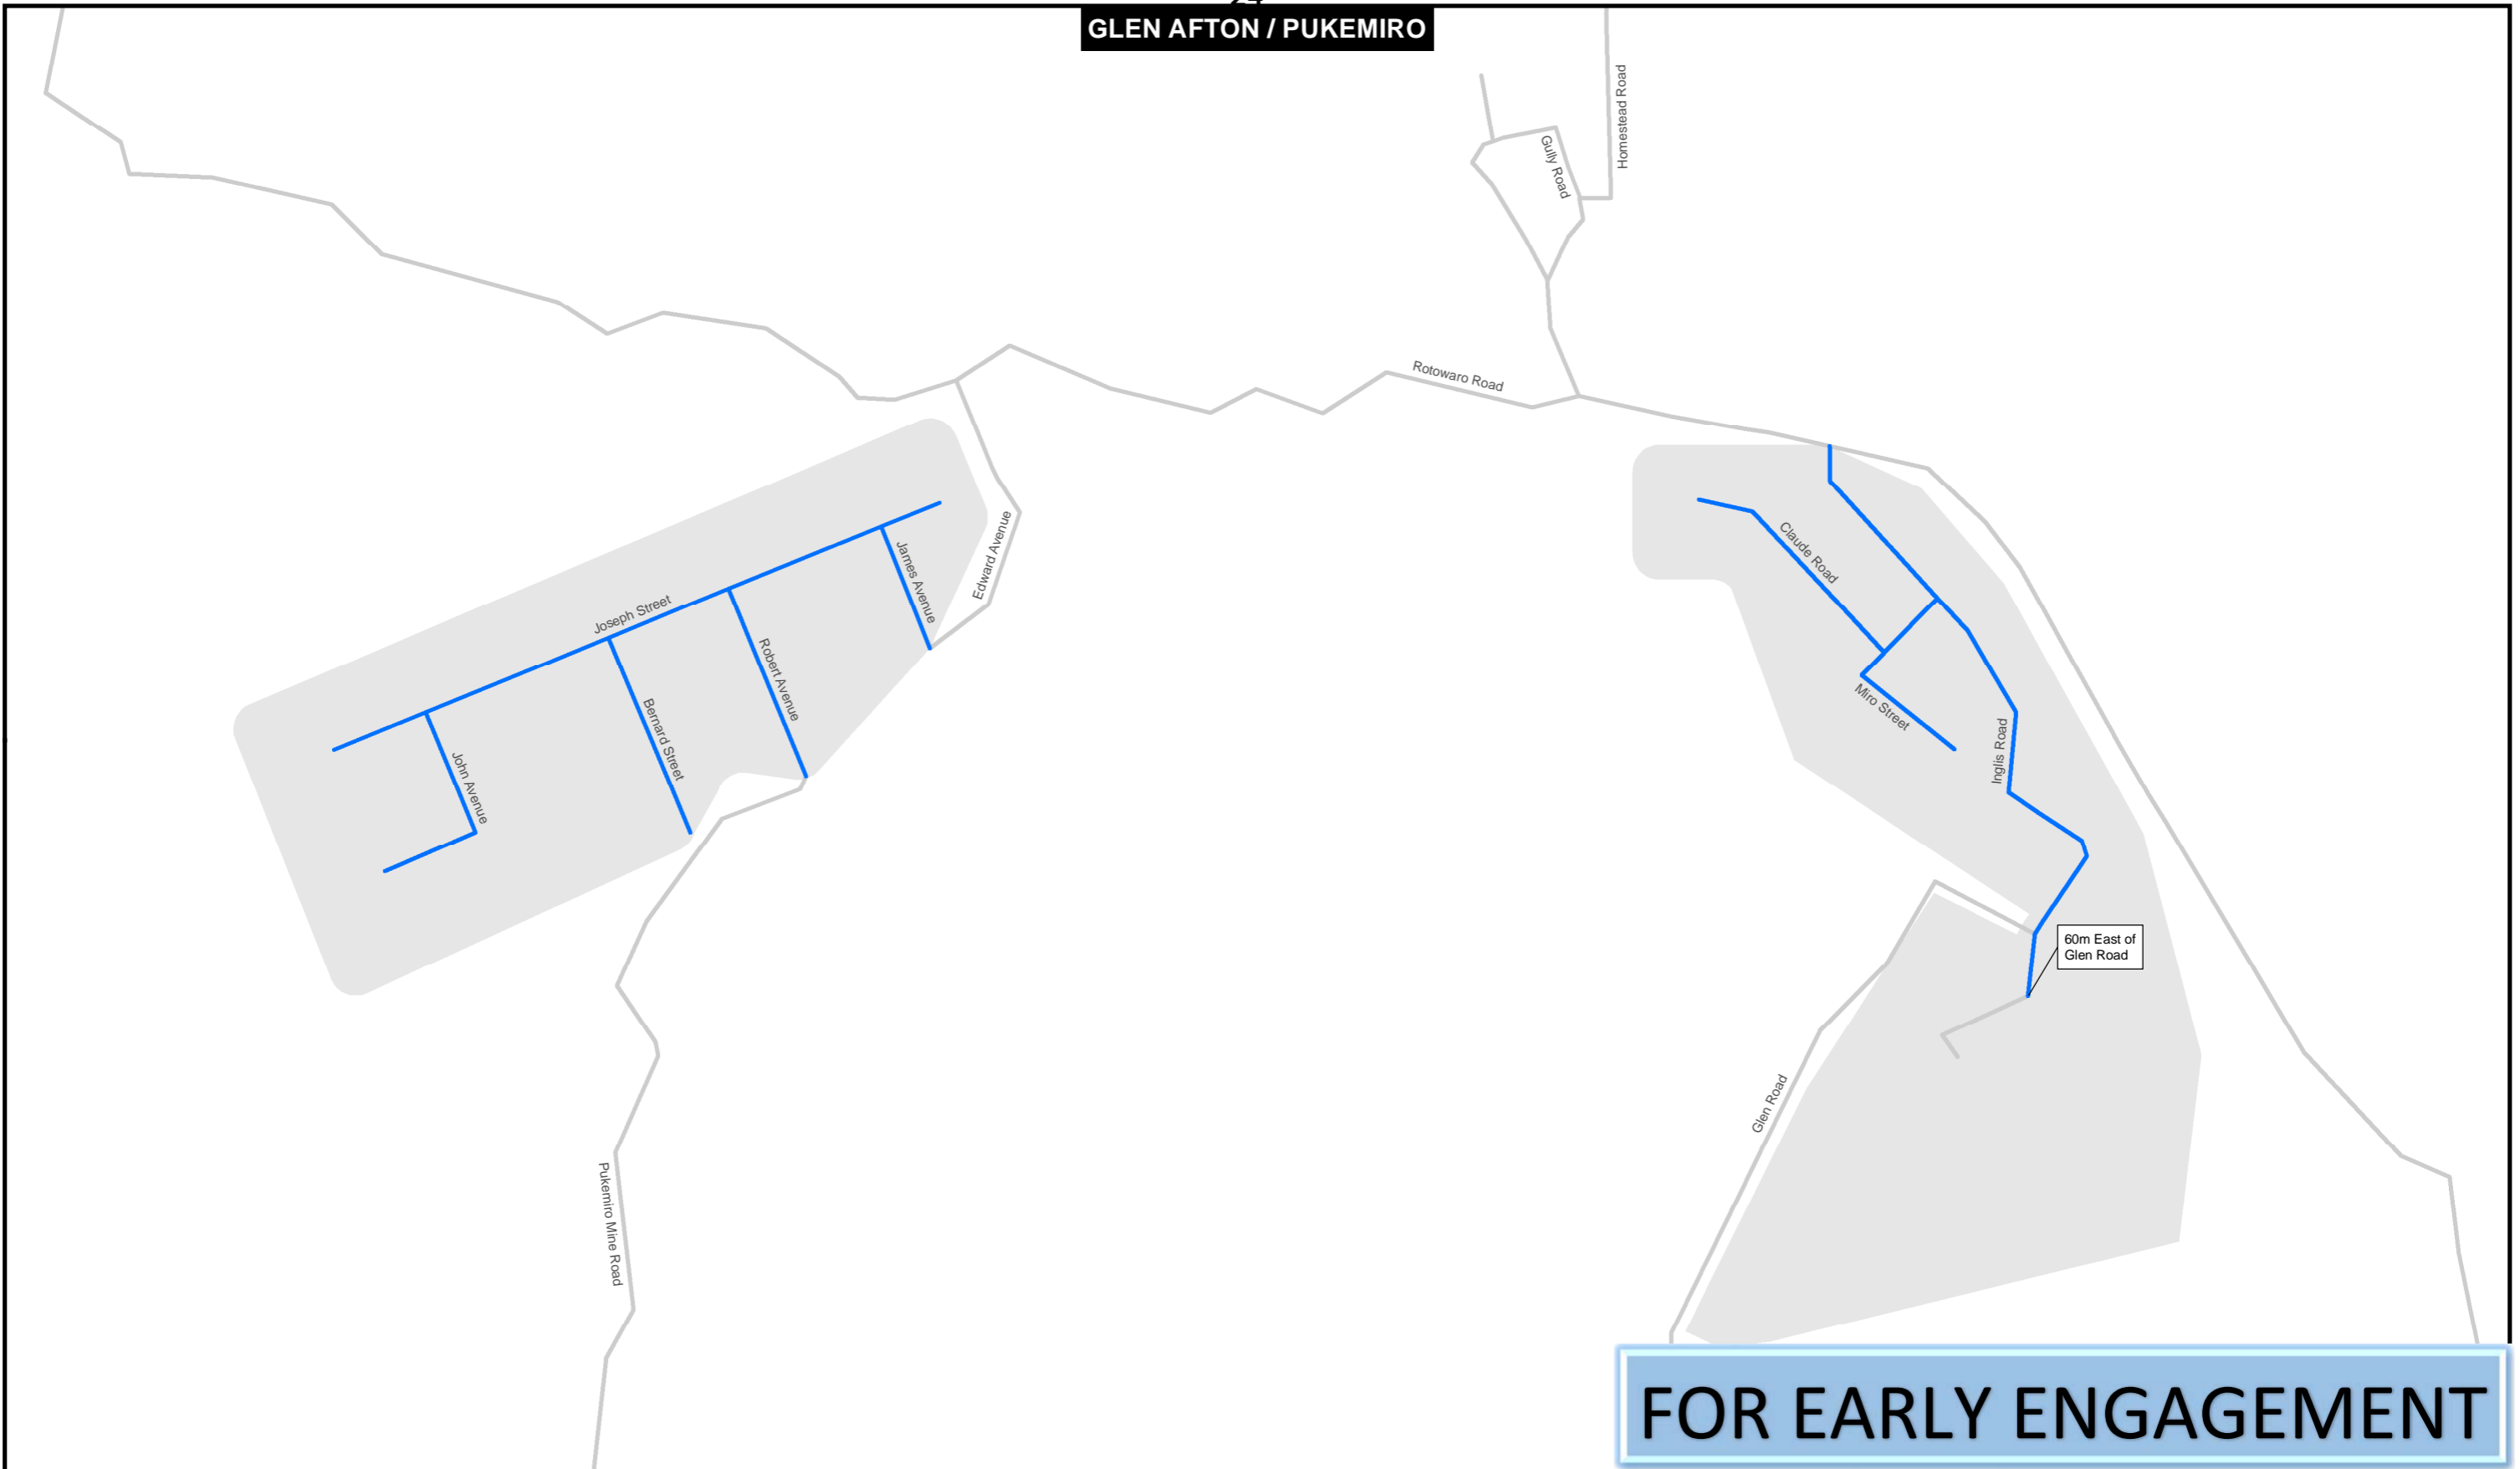 GLEN AFTON / PUKEMIRO
Homestead Road
Gully Road
Rotowaro Road
Edward Avenue
James Avenue
Joseph Street
Robert Avenue
Bernard Street
John Avenue
Claude Road
Miro Street
Inglis Road
60m East of
Glen Road
Glen Road
Pukemiro Mine Road
FOR EARLY ENGAGEMENT